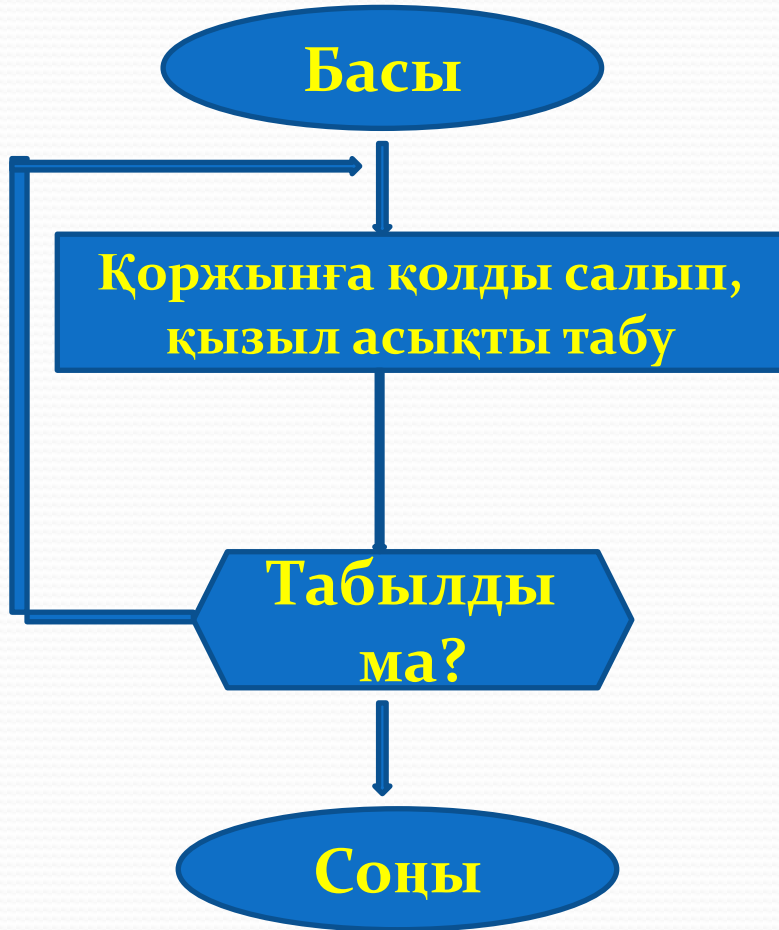 Басы
Қоржынға қолды салып,
қызыл асықты табу
Табылды
ма?
Соңы